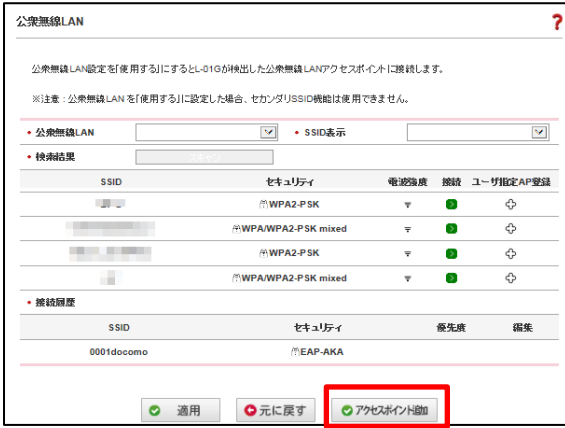 公衆無線LAN ?
公衆無線LAN設定を「使用する」にするとL-01Gが検出した公衆無線LANアクセスポイントに接続します。
※注意：公衆無線LANを「使用する」に設定した場合、セカンダリSSID機能は使用できません。
• 公衆無線LAN • SSID表示
• 検索結果 スキャン
SSID セキュリティ 電波強度 接続 ユーザ指定AP登録
WPA2-PSK
WPA/WPA2-PSK mixed
WPA2-PSK
WPA/WPA2-PSK mixed
• 接続履歴
SSID セキュリティ 優先度 編集
0001docomo EAP-AKA
適用 元に戻す アクセスポイント追加